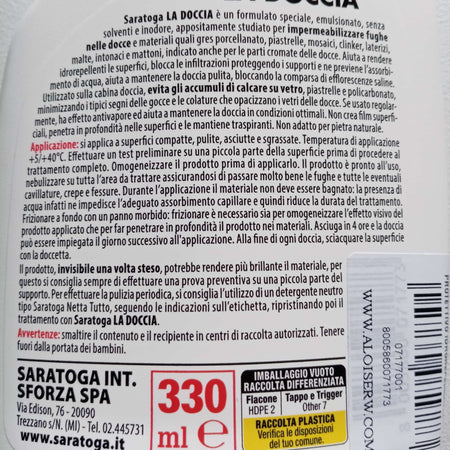 LA DOCCIA
Saratoga LA DOCCIA è un formulato speciale, emulsionato, senza
solventi e inodore, appositamente studiato per impermeabilizzare fughe
nelle docce e materiali quali gres porcellanato, piastrelle, mosaici, clinker, laterizi,
malte, intonaci e mattoni, indicato anche per le parti cromate delle docce. Aiuta a rendere
idrorepellenti le superfici, blocca le infiltrazioni proteggendo i supporti e ne previene l'assorbi-
mento di acqua, aiuta a mantenere la doccia pulita, bloccando la comparsa di efflorescenze saline.
Utilizzato sulla cabina doccia, evita gli accumuli di calcare su vetro, piastrelle e policarbonato,
minimizzando i tipici segni delle gocce e le colature che opacizzano i vetri delle docce. Se usato regolar-
mente, ha effetto antivapore ed aiuta a mantenere la doccia in condizioni ottimali. Non crea film superfi-
ciali, penetra in profondità nelle superfici e le mantiene traspiranti. Non adatto per pietra naturale.
Applicazione: si applica a superfici compatte, pulite, asciutte e sgrassate. Temperatura di applicazione
+5/+40°C. Effettuare un test preliminare su una piccola parte della superficie prima di procedere al
trattamento completo. Omogeneizzare il prodotto prima di applicarlo. Il prodotto è pronto all'uso,
nebulizzare su tutta l'area da trattare assicurandosi di passare molto bene le fughe e tutte le eventuali
cavillature, crepe e fessure. Durante l'applicazione il materiale non deve essere bagnato: la presenza di
acqua infatti ne impedisce l'adeguato assorbimento capillare e quindi riduce la durata del trattamento.
Frizionare a fondo con un panno morbido: frizionare è necessario sia per omogeneizzare l'effetto visivo del
prodotto applicato che per far penetrare in profondità il prodotto nelle superfici. Asciuga in 4 ore e la doccia
può essere impiegata il giorno successivo all'applicazione. Alla fine di ogni doccia, sciacquare la superficie
con la doccetta.
Il prodotto, invisibile una volta steso, potrebbe rendere più brillante il materiale, per
questo si consiglia sempre di effettuare una prova preventiva su una piccola parte del
supporto. Per effettuare la pulizia periodica, si consiglia l'utilizzo di un detergente neutro
tipo Saratoga Netta Tutto, seguendo le indicazioni sull'etichetta, ripristinando poi il
trattamento con Saratoga LA DOCCIA.
Avvertenze: smaltire il contenuto e il recipiente in centri di raccolta autorizzati. Tenere
fuori dalla portata dei bambini.
SARATOGA INT.
SFORZA SPA
Via Edison, 76 - 20090
Trezzano s/N. (MI) - Tel. 02.445731
www.saratoga.it
330
ml e
IMBALLAGGIO VUOTO
RACCOLTA DIFFERENZIATA
Flacone
HDPE 2
Tappo e Trigger
Other 7
RACCOLTA PLASTICA
Verifica le disposizioni
del tuo comune.
071770011
8005860071773
WWW.ALOISERW.COM